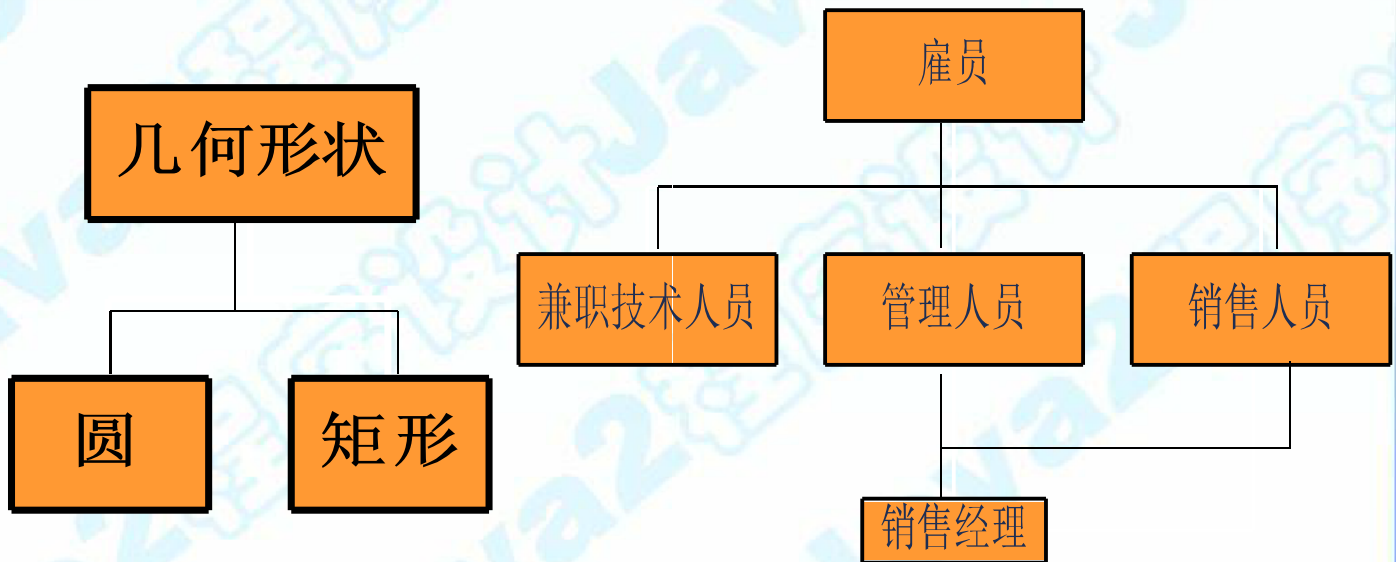 几何形状
圆
矩形
雇员
兼职技术人员
管理人员
销售人员
销售经理